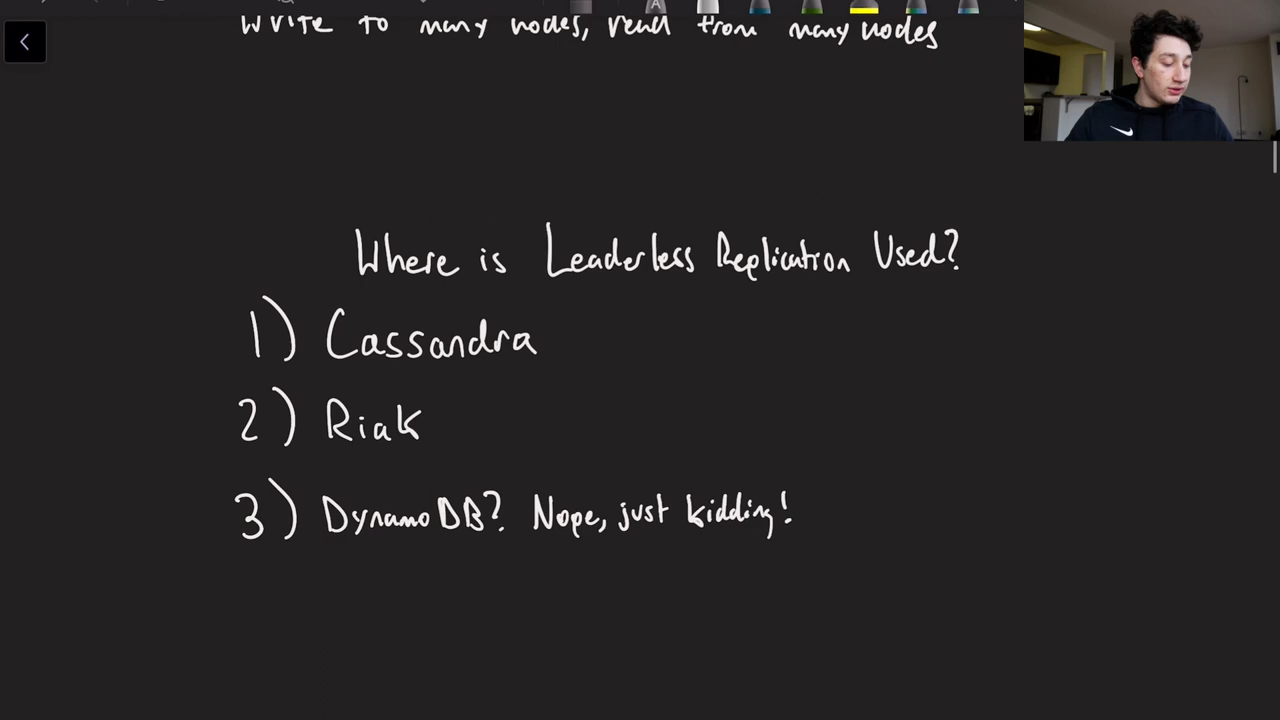 write to many nodes, read from many nodes
Where is Leaderless Replication Used?
1) Cassandra
2) Riak
3) DynamoDB? Nope, just kidding!